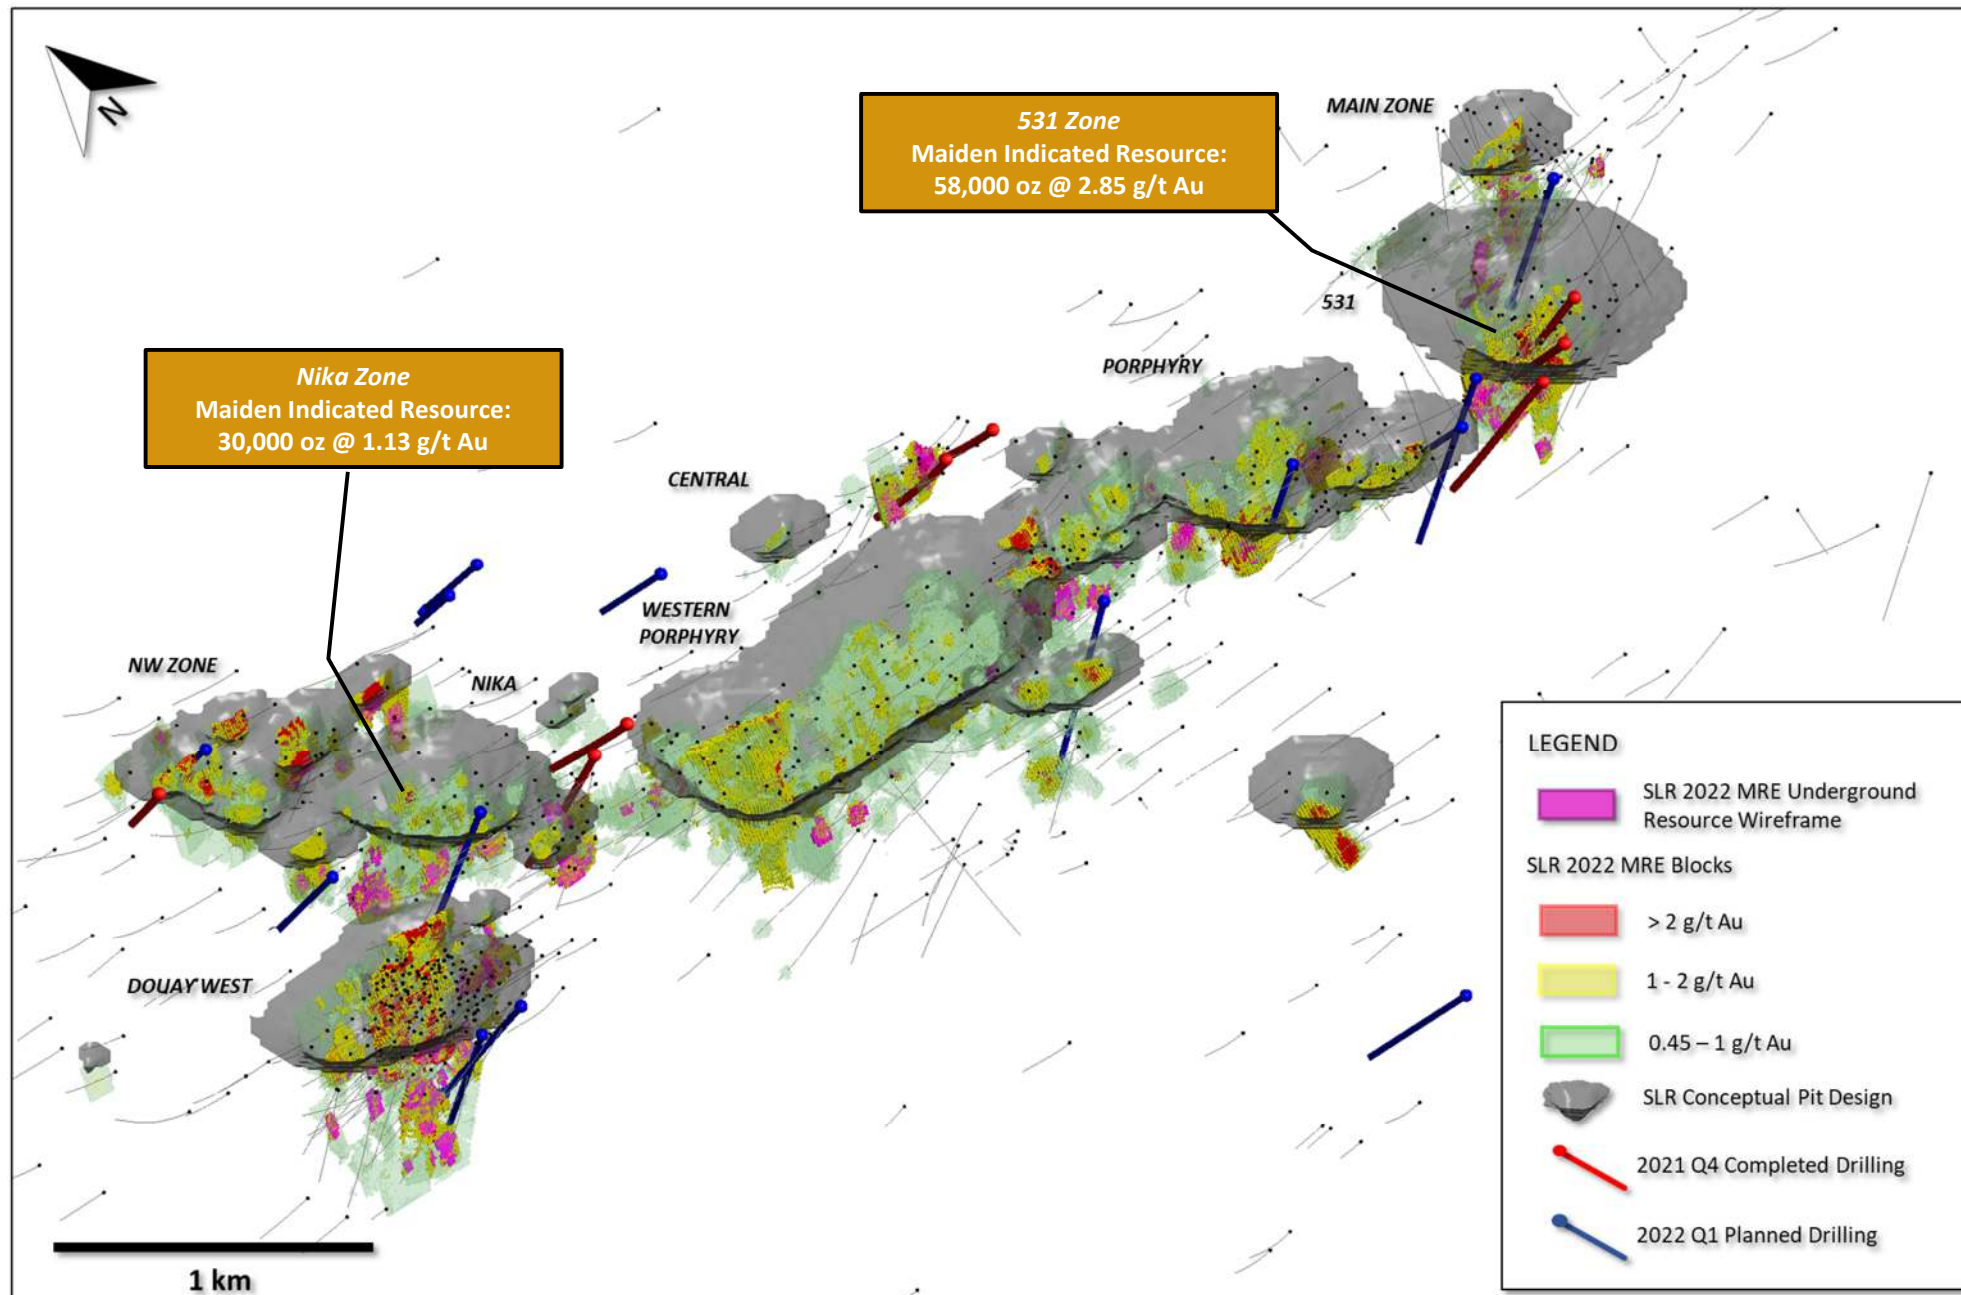 N
531 Zone
Maiden Indicated Resource:
58,000 oz @ 2.85 g/t Au
MAIN ZONE
531
Nika Zone
Maiden Indicated Resource:
30,000 oz @ 1.13 g/t Au
PORPHYRY
CENTRAL
WESTERN
PORPHYRY
NW ZONE
NIKA
DOUAY WEST
1 km
LEGEND
SLR 2022 MRE Underground
Resource Wireframe
SLR 2022 MRE Blocks
> 2 g/t Au
1 - 2 g/t Au
0.45 – 1 g/t Au
SLR Conceptual Pit Design
2021 Q4 Completed Drilling
2022 Q1 Planned Drilling